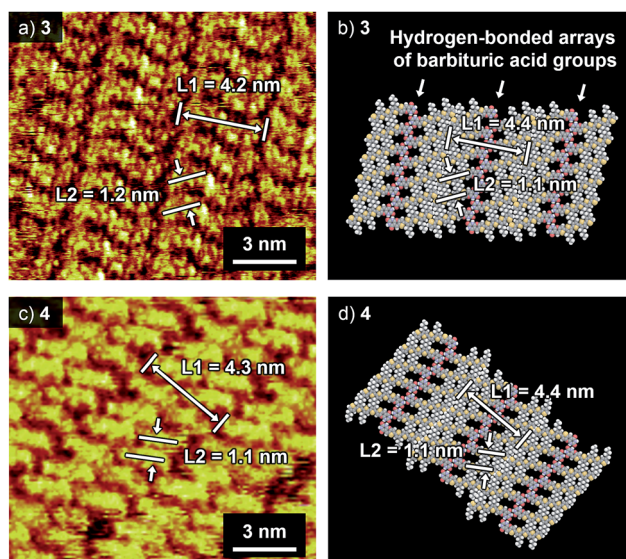 a) 3
L1 = 4.2 nm
L2 = 1.2 nm
3 nm
b) 3
Hydrogen-bonded arrays
of barbituric acid groups
L1 = 4.4 nm
L2 = 1.1 nm
c) 4
L1 = 4.3 nm
L2 = 1.1 nm
3 nm
d) 4
L1 = 4.4 nm
L2 = 1.1 nm